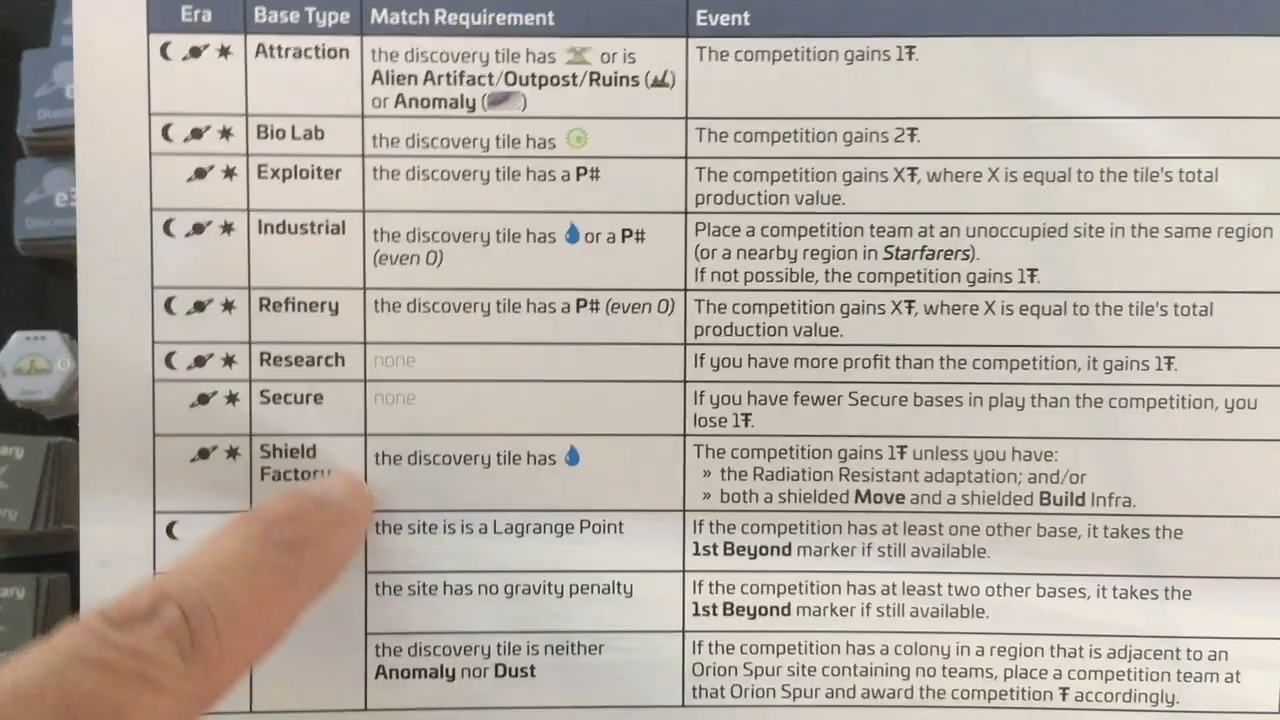 Era Base Type Match Requirement Event
Attraction
the discovery tile has or is
Alien Artifact/Outpost/Ruins ( )
or Anomaly ( )
The competition gains 1Ŧ.
Bio Lab
the discovery tile has
The competition gains 2Ŧ.
Exploiter
the discovery tile has a P#
The competition gains XŦ, where X is equal to the tile's total
production value.
Industrial
the discovery tile has or a P#
(even 0)
Place a competition team at an unoccupied site in the same region
(or a nearby region in Starfarers).
If not possible, the competition gains 1Ŧ.
Refinery
the discovery tile has a P# (even 0)
The competition gains XŦ, where X is equal to the tile's total
production value.
Research
none
If you have more profit than the competition, it gains 1Ŧ.
Secure
none
If you have fewer Secure bases in play than the competition, you
lose 1Ŧ.
Shield
Factory
the discovery tile has
The competition gains 1Ŧ unless you have:
» the Radiation Resistant adaptation; and/or
» both a shielded Move and a shielded Build Infra.
the site is is a Lagrange Point
If the competition has at least one other base, it takes the
1st Beyond marker if still available.
the site has no gravity penalty
If the competition has at least two other bases, it takes the
1st Beyond marker if still available.
the discovery tile is neither
Anomaly nor Dust
If the competition has a colony in a region that is adjacent to an
Orion Spur site containing no teams, place a competition team at
that Orion Spur and award the competition Ŧ accordingly.